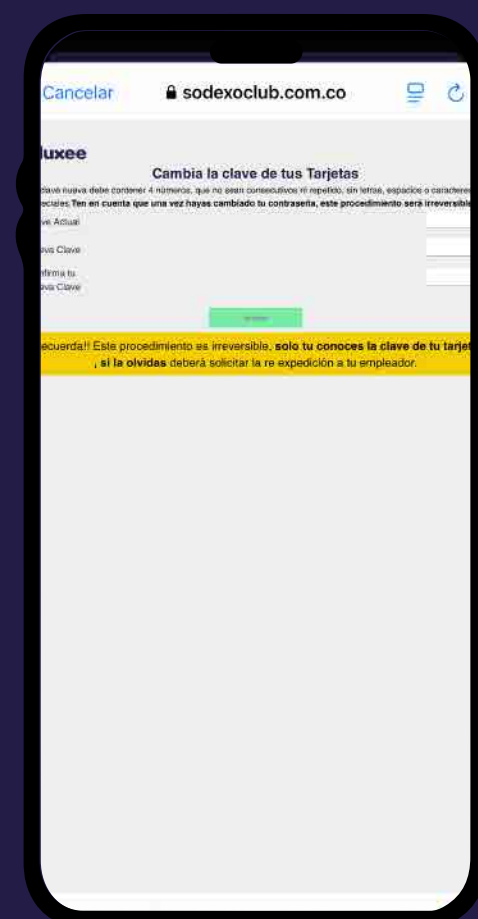 Cancelar
sodexoclub.com.co
luxee
Cambia la clave de tus Tarjetas
clave nueva debe contener 4 números, que no sean consecutivos ni repetido, sin letras, espacios o caractere
eciales Ten en cuenta que una vez hayas cambiado tu contraseña, este procedimiento será irreversible
ve Actual
eva Clave
nfirma tu
eva Clave
ecuerda!! Este procedimiento es irreversible, solo tu conoces la clave de tu tarjet
, si la olvidas deberá solicitar la re expedición a tu empleador.